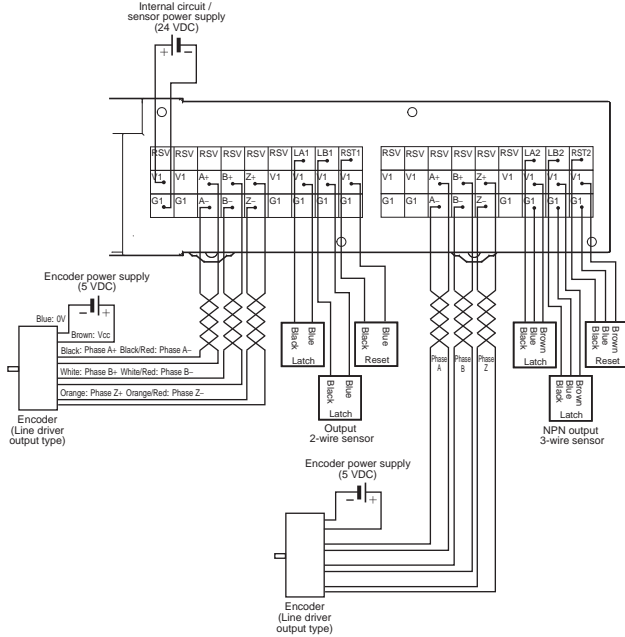 Internal circuit /
sensor power supply
(24 VDC)
+ −
RSV RSV RSV RSV RSV RSV LA1 LB1 RST1
V1 V1 A+ B+ Z+ V1 V1 V1 V1
G1 G1 A− B− Z− G1 G1 G1 G1
RSV RSV RSV RSV RSV RSV LA2 LB2 RST2
V1 V1 A+ B+ Z+ V1 V1 V1 V1
G1 G1 A− B− Z− G1 G1 G1 G1
Encoder power supply
(5 VDC)
− +
Blue: 0V
Brown: Vcc
Black: Phase A+ Black/Red: Phase A−
White: Phase B+ White/Red: Phase B−
Orange: Phase Z+ Orange/Red: Phase Z−
Encoder
(Line driver
output type)
Black Blue
Latch
Black Blue
Latch
Black Blue
Reset
Output
2-wire sensor
Phase A
Phase B
Phase Z
Black Blue Brown
Latch
Black Blue Brown
Latch
Black Blue Brown
Reset
NPN output
3-wire sensor
Encoder power supply
(5 VDC)
− +
Encoder
(Line driver
output type)